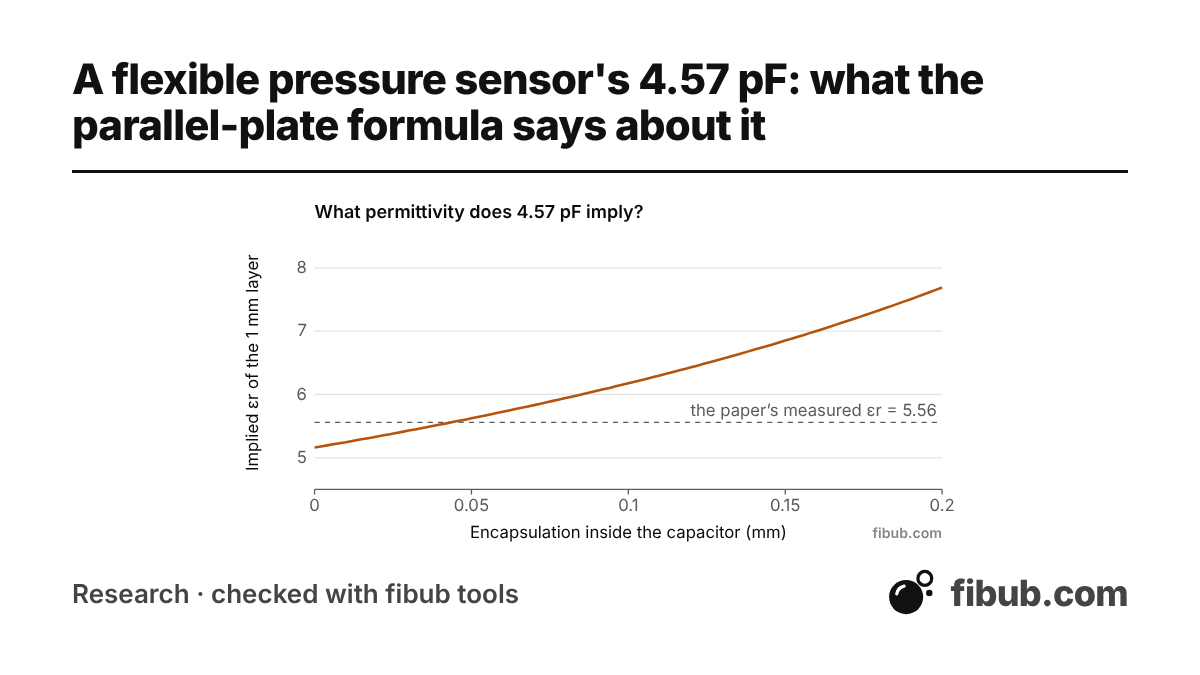 A flexible pressure sensor's 4.57 pF: what the
parallel-plate formula says about it
What permittivity does 4.57 pF imply?
Implied εr of the 1 mm layer
8
7
6
5
the paper’s measured εr = 5.56
0
0.05
0.1
0.15
0.2
Encapsulation inside the capacitor (mm)
fibub.com
Research · checked with fibub tools
fibub.com